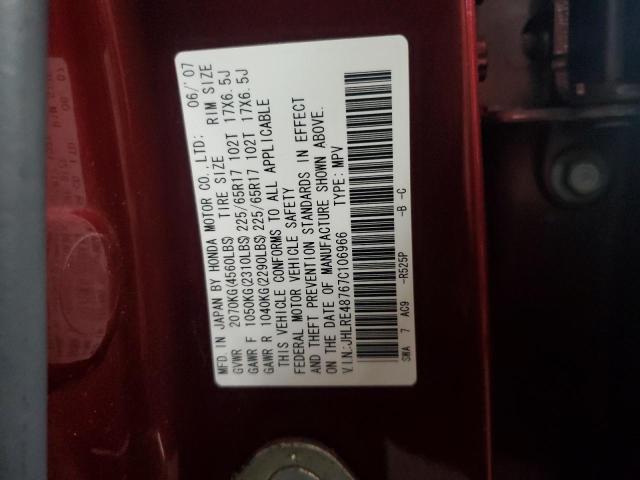 MFD. IN JAPAN BY HONDA MOTOR CO., LTD. 06/'07
TIRE SIZE RIM SIZE
GVWR 2070KG(4560LBS)
GAWR F 1050KG(2310LBS) 225/65R17 102T 17X6.5J
GAWR R 1040KG(2290LBS) 225/65R17 102T 17X6.5J
THIS VEHICLE CONFORMS TO ALL APPLICABLE
FEDERAL MOTOR VEHICLE SAFETY
AND THEFT PREVENTION STANDARDS IN EFFECT
ON THE DATE OF MANUFACTURE SHOWN ABOVE.
V.I.N: JHLRE48767C106966 TYPE: MPV
SWA 7 AC9 -R525P -B -C